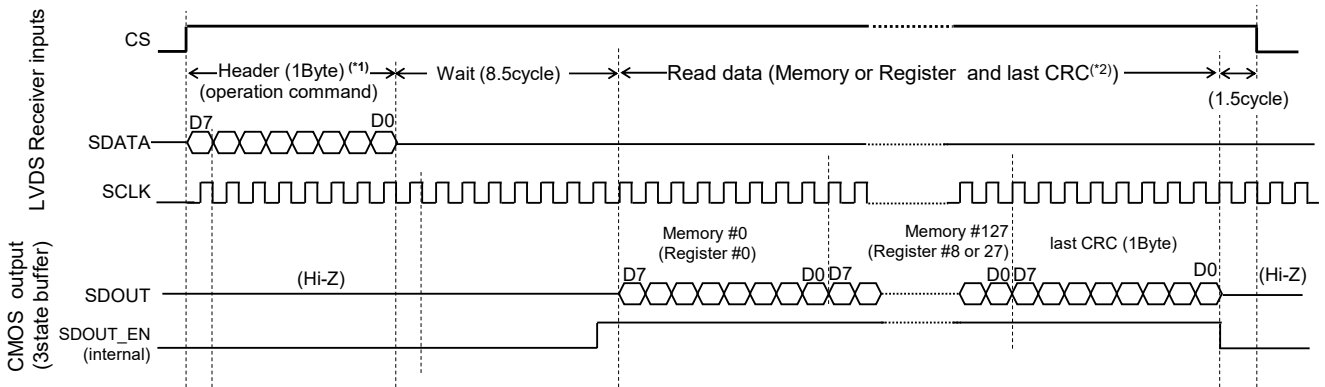 LVDS Receiver inputs
CS
Header (1Byte) (*1)
(operation command)
Wait (8.5cycle)
Read data (Memory or Register and last CRC(*2))
(1.5cycle)
SDATA
D7
D0
SCLK
CMOS output
(3state buffer)
Memory #0
(Register #0)
Memory #127
(Register #8 or 27)
last CRC (1Byte)
SDOUT
(Hi-Z)
D7
D0
D7
D0
D7
D0
(Hi-Z)
SDOUT_EN
(internal)